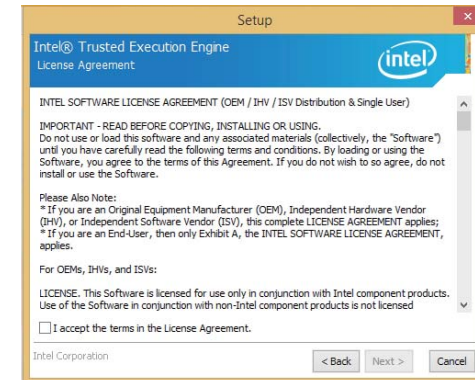 Setup
Intel® Trusted Execution Engine
License Agreement
intel
INTEL SOFTWARE LICENSE AGREEMENT (OEM / IHV / ISV Distribution & Single User)
IMPORTANT - READ BEFORE COPYING, INSTALLING OR USING.
Do not use or load this software and any associated materials (collectively, the "Software")
until you have carefully read the following terms and conditions. By loading or using the
Software, you agree to the terms of this Agreement. If you do not wish to so agree, do not
install or use the Software.
Please Also Note:
* If you are an Original Equipment Manufacturer (OEM), Independent Hardware Vendor
(IHV), or Independent Software Vendor (ISV), this complete LICENSE AGREEMENT applies;
* If you are an End-User, then only Exhibit A, the INTEL SOFTWARE LICENSE AGREEMENT,
applies.
For OEMs, IHVs, and ISVs:
LICENSE. This Software is licensed for use only in conjunction with Intel component products.
Use of the Software in conjunction with non-Intel component products is not licensed
I accept the terms in the License Agreement.
Intel Corporation
< Back
Next >
Cancel